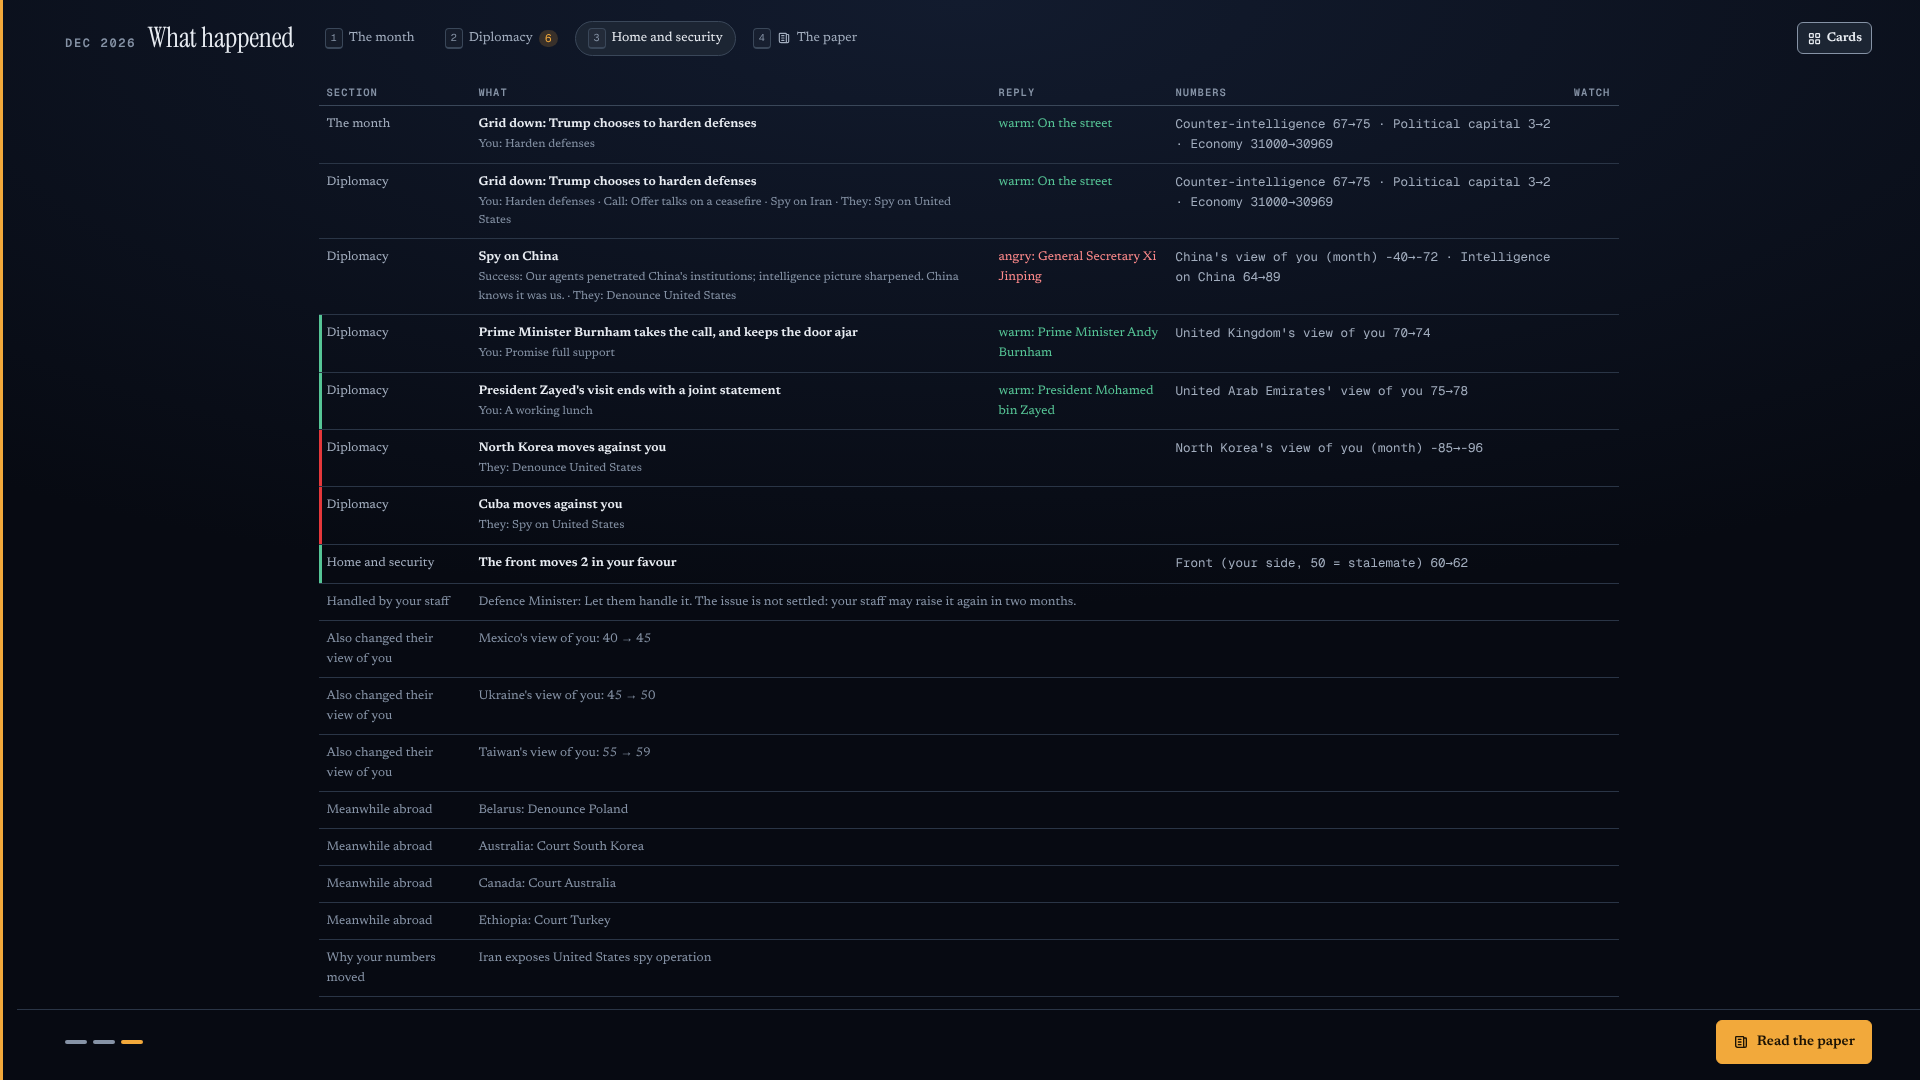 DEC 2026 What happened
1 The month
2 Diplomacy 6
3 Home and security
4 The paper
Cards
SECTION WHAT REPLY NUMBERS WATCH
The month
Grid down: Trump chooses to harden defenses
You: Harden defenses
warm: On the street
Counter-intelligence 67→75 · Political capital 3→2
· Economy 31000→30969
Diplomacy
Grid down: Trump chooses to harden defenses
You: Harden defenses · Call: Offer talks on a ceasefire · Spy on Iran · They: Spy on United
States
warm: On the street
Counter-intelligence 67→75 · Political capital 3→2
· Economy 31000→30969
Diplomacy
Spy on China
Success: Our agents penetrated China's institutions; intelligence picture sharpened. China
knows it was us. · They: Denounce United States
angry: General Secretary Xi
Jinping
China's view of you (month) -40→-72 · Intelligence
on China 64→89
Diplomacy
Prime Minister Burnham takes the call, and keeps the door ajar
You: Promise full support
warm: Prime Minister Andy
Burnham
United Kingdom's view of you 70→74
Diplomacy
President Zayed's visit ends with a joint statement
You: A working lunch
warm: President Mohamed
bin Zayed
United Arab Emirates' view of you 75→78
Diplomacy
North Korea moves against you
They: Denounce United States
North Korea's view of you (month) -85→-96
Diplomacy
Cuba moves against you
They: Spy on United States
Home and security
The front moves 2 in your favour
Front (your side, 50 = stalemate) 60→62
Handled by your staff
Defence Minister: Let them handle it. The issue is not settled: your staff may raise it again in two months.
Also changed their
view of you
Mexico's view of you: 40 → 45
Also changed their
view of you
Ukraine's view of you: 45 → 50
Also changed their
view of you
Taiwan's view of you: 55 → 59
Meanwhile abroad
Belarus: Denounce Poland
Meanwhile abroad
Australia: Court South Korea
Meanwhile abroad
Canada: Court Australia
Meanwhile abroad
Ethiopia: Court Turkey
Why your numbers
moved
Iran exposes United States spy operation
Read the paper